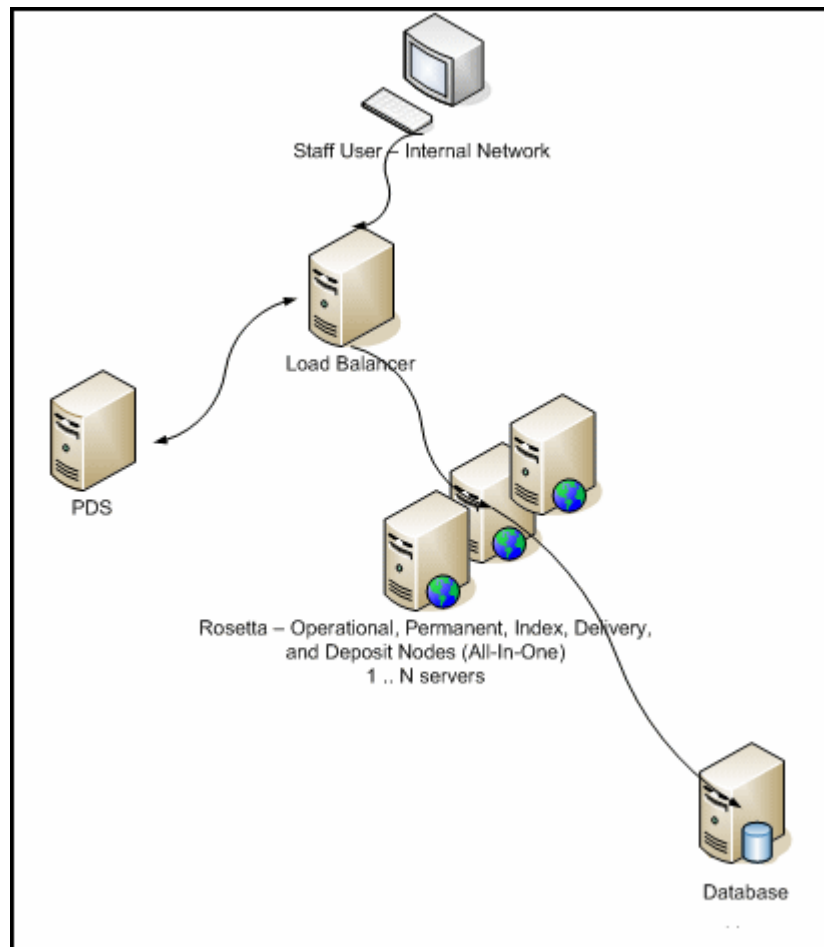 Staff User – Internal Network
Load Balancer
PDS
Rosetta – Operational, Permanent, Index, Delivery,
and Deposit Nodes (All-In-One)
1 .. N servers
Database
. .